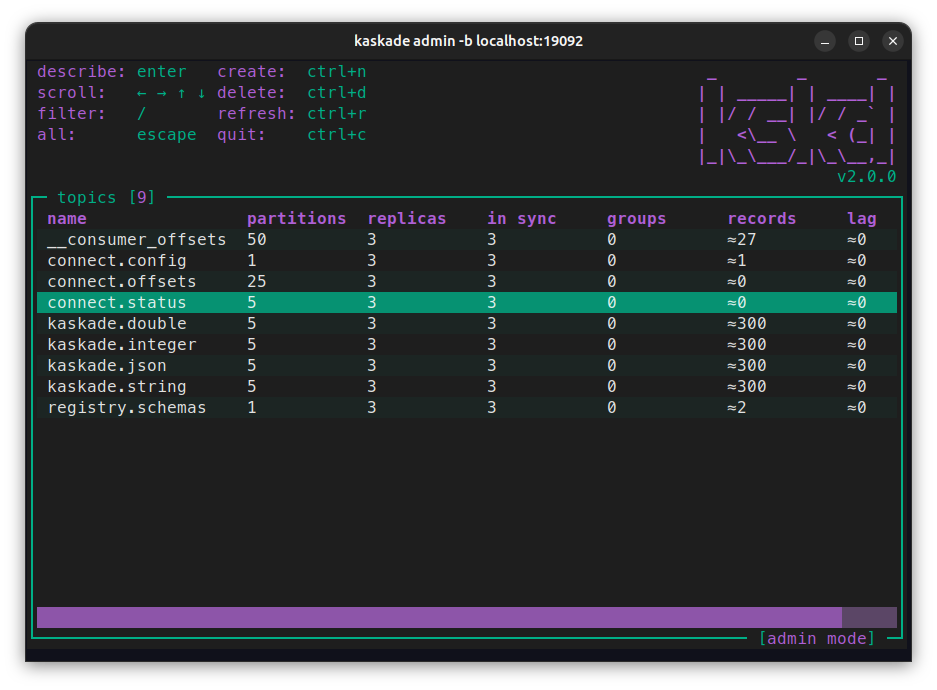 kaskade admin -b localhost:19092
describe: enter create: ctrl+n
scroll: ← → ↑ ↓ delete: ctrl+d
filter: / refresh: ctrl+r
all: escape quit: ctrl+c
v2.0.0
topics [9]
name partitions replicas in sync groups records lag
__consumer_offsets 50 3 3 0 ≈27 ≈0
connect.config 1 3 3 0 ≈1 ≈0
connect.offsets 25 3 3 0 ≈0 ≈0
connect.status 5 3 3 0 ≈0 ≈0
kaskade.double 5 3 3 0 ≈300 ≈0
kaskade.integer 5 3 3 0 ≈300 ≈0
kaskade.json 5 3 3 0 ≈300 ≈0
kaskade.string 5 3 3 0 ≈300 ≈0
registry.schemas 1 3 3 0 ≈2 ≈0
[admin mode]